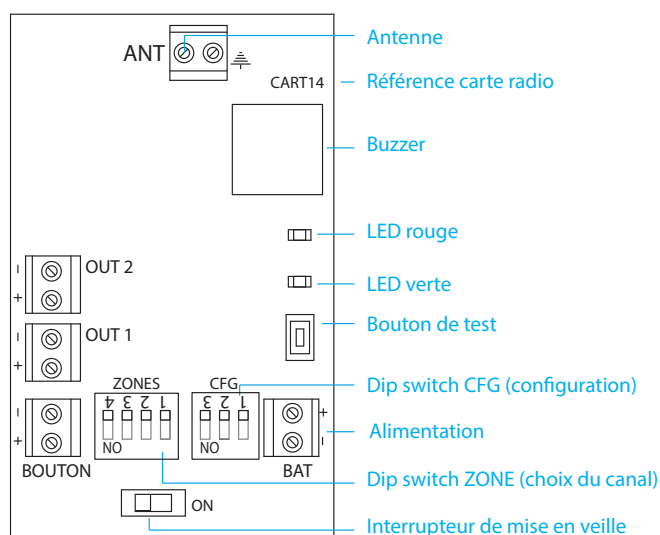 Antenne
ANT
CART14
Référence carte radio
Buzzer
LED rouge
OUT 2
-
+
LED verte
OUT 1
-
+
Bouton de test
ZONES
CFG
Dip switch CFG (configuration)
4 3 2 1
3 2 1
-
+
+
-
Alimentation
NO
NO
BOUTON
BAT
Dip switch ZONE (choix du canal)
ON
Interrupteur de mise en veille